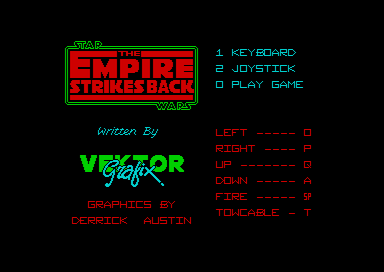 STAR
THE
EMPIRE
STRIKES BACK
WARS
Written By
VEKTOR
Grafix.
GRAPHICS BY
DERRICK AUSTIN
1 KEYBOARD
2 JOYSTICK
0 PLAY GAME
LEFT ----- O
RIGHT ---- P
UP ------- Q
DOWN ----- A
FIRE ----- SP
TOWCABLE - T